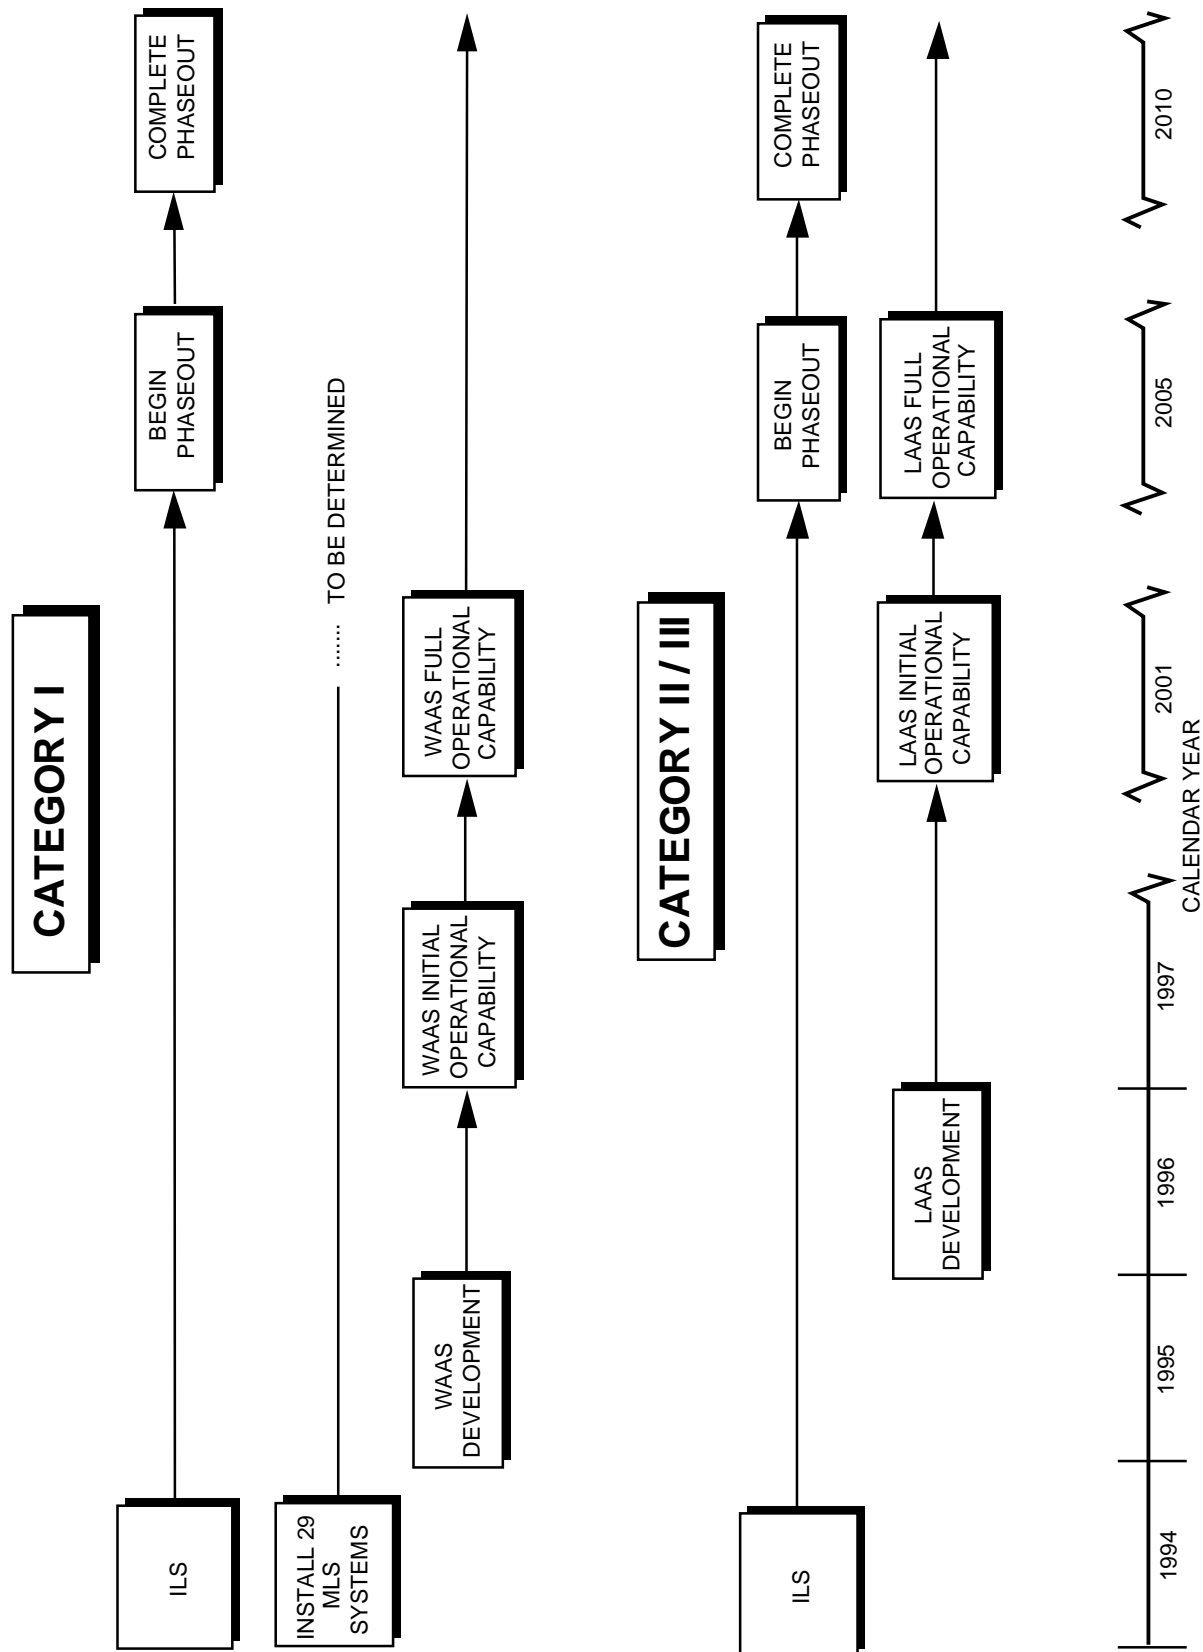 CATEGORY I
ILS
BEGIN
PHASEOUT
COMPLETE
PHASEOUT
INSTALL 29
MLS
SYSTEMS
....... TO BE DETERMINED
WAAS
DEVELOPMENT
WAAS INITIAL
OPERATIONAL
CAPABILITY
WAAS FULL
OPERATIONAL
CAPABILITY
CATEGORY II / III
ILS
BEGIN
PHASEOUT
COMPLETE
PHASEOUT
LAAS
DEVELOPMENT
LAAS INITIAL
OPERATIONAL
CAPABILITY
LAAS FULL
OPERATIONAL
CAPABILITY
1994 1995 1996 1997 2001 2005 2010
CALENDAR YEAR